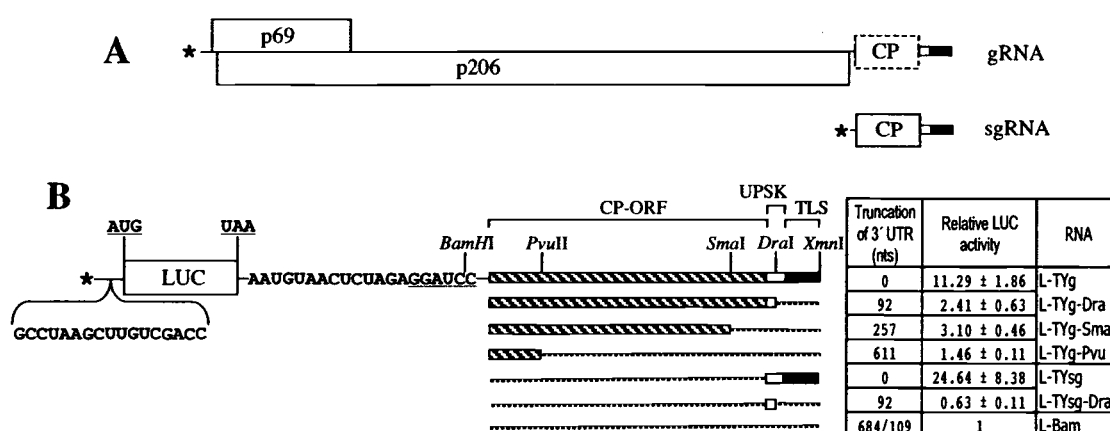 A
* p69
p206
CP
gRNA
* CP
sgRNA
B
AUG
UAA
* LUC
AAUGUAACUCUAGAGGAUCC
GCCUAAGCUUGUCGACC
CP-ORF
UPSK
TLS
BamHI
PvuII
SmaI
DraI
XmnI
Truncation of 3´ UTR (nts) Relative LUC activity RNA
0 11.29 ± 1.86 L-TYg
92 2.41 ± 0.63 L-TYg-Dra
257 3.10 ± 0.46 L-TYg-Sma
611 1.46 ± 0.11 L-TYg-Pvu
0 24.64 ± 8.38 L-TYsg
92 0.63 ± 0.11 L-TYsg-Dra
684/109 1 L-Bam